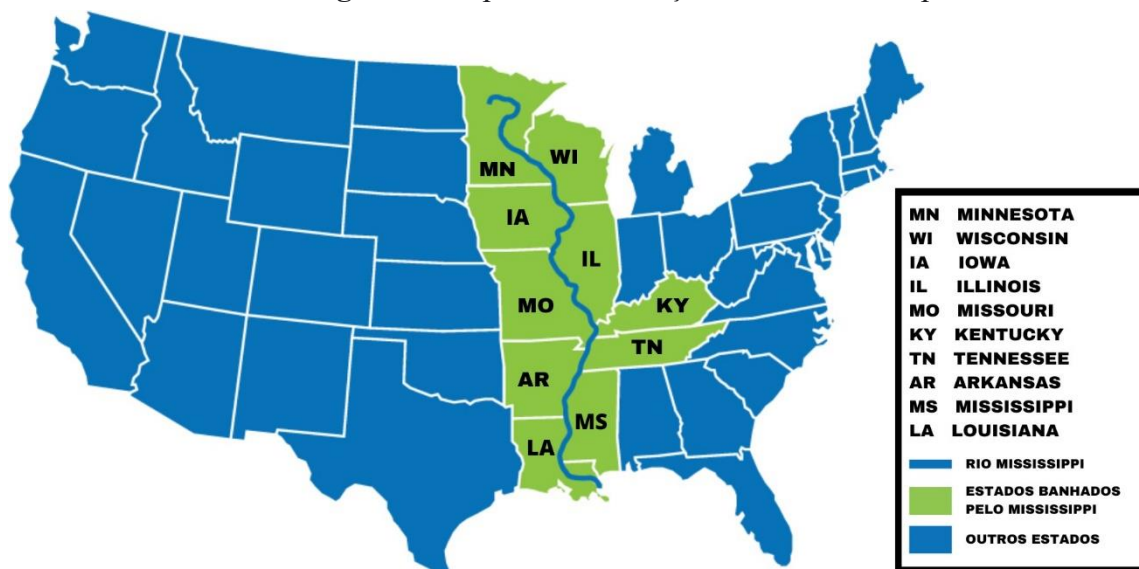 MN
WI
IA
IL
MO
KY
TN
AR
MS
LA
MN MINNESOTA
WI WISCONSIN
IA IOWA
IL ILLINOIS
MO MISSOURI
KY KENTUCKY
TN TENNESSEE
AR ARKANSAS
MS MISSISSIPPI
LA LOUISIANA
RIO MISSISSIPPI
ESTADOS BANHADOS
PELO MISSISSIPPI
OUTROS ESTADOS